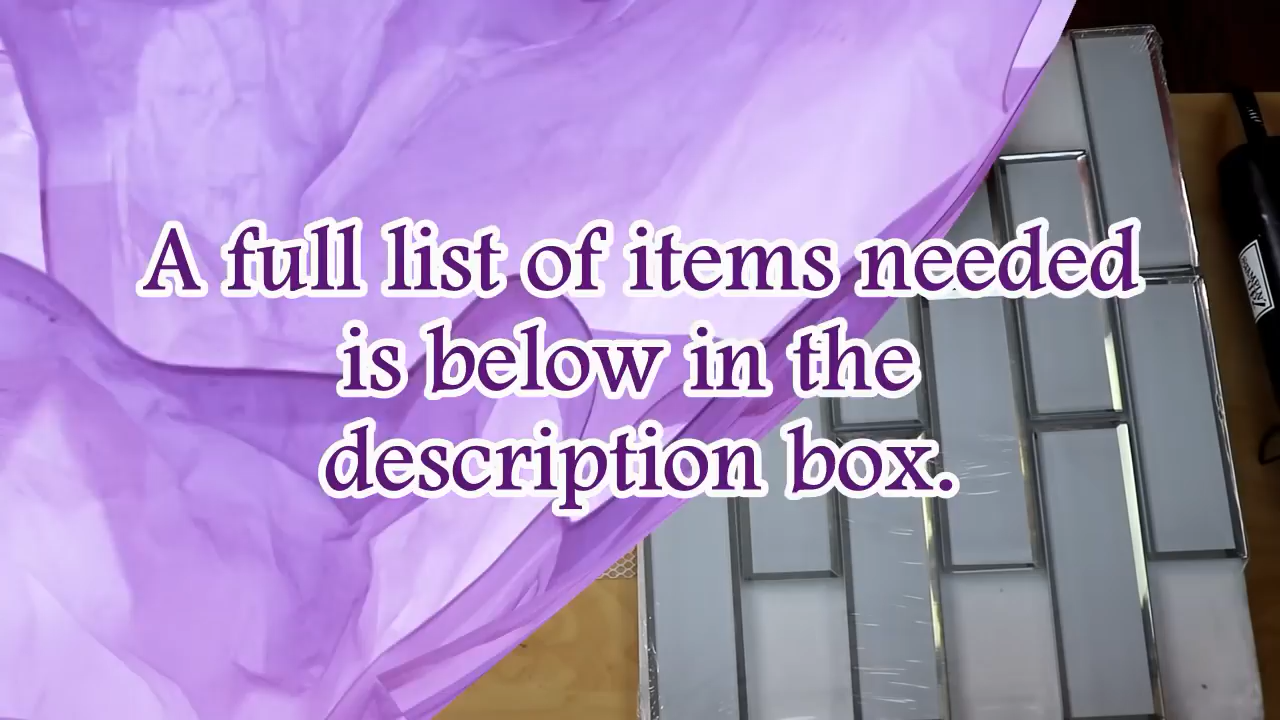 A full list of items needed
is below in the
description box.